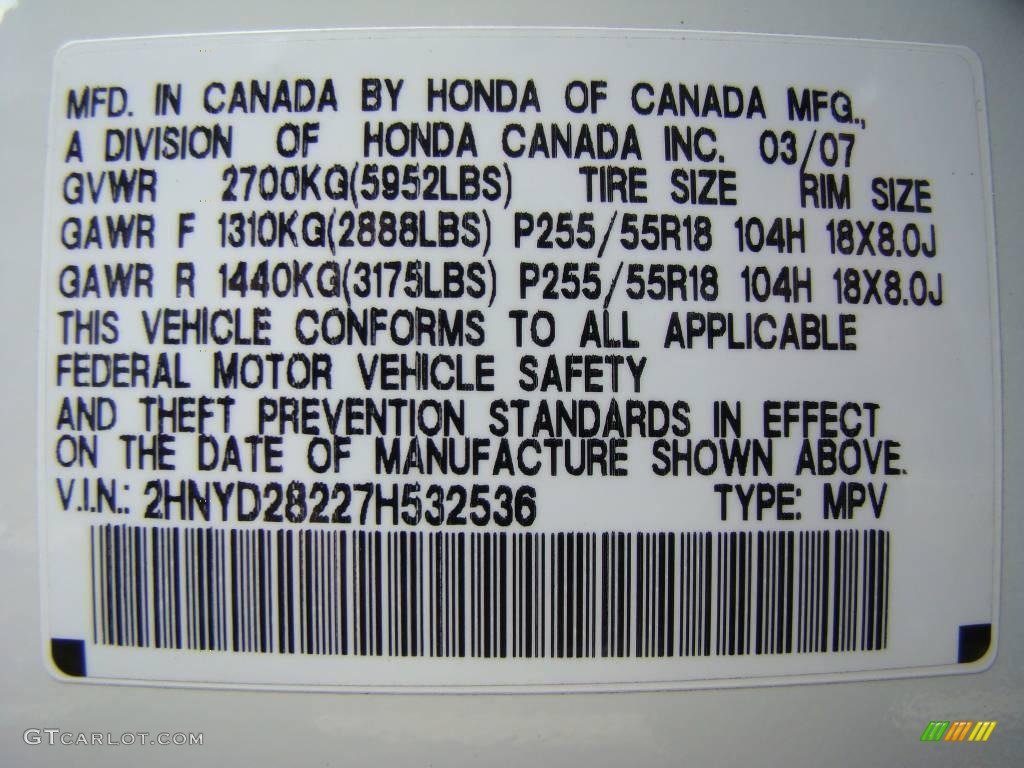 MFD. IN CANADA BY HONDA OF CANADA MFG.,
A DIVISION OF HONDA CANADA INC. 03/07
GVWR 2700KG(5952LBS) TIRE SIZE RIM SIZE
GAWR F 1310KG(2888LBS) P255/55R18 104H 18X8.0J
GAWR R 1440KG(3175LBS) P255/55R18 104H 18X8.0J
THIS VEHICLE CONFORMS TO ALL APPLICABLE
FEDERAL MOTOR VEHICLE SAFETY
AND THEFT PREVENTION STANDARDS IN EFFECT
ON THE DATE OF MANUFACTURE SHOWN ABOVE.
V.I.N.: 2HNYD28227H532536 TYPE: MPV
GTCARLOT.COM